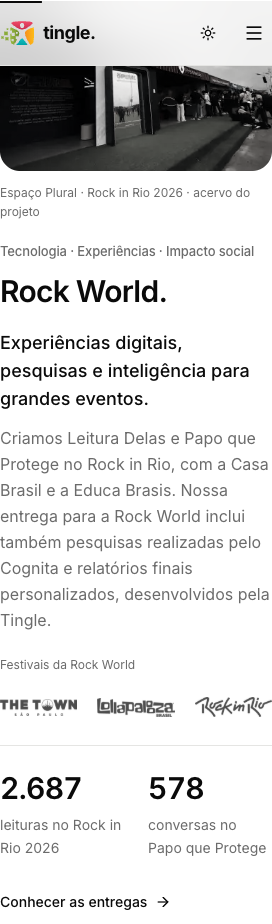 tingle.
Espaço Plural · Rock in Rio 2026 · acervo do
projeto
Tecnologia · Experiências · Impacto social
Rock World.
Experiências digitais,
pesquisas e inteligência para
grandes eventos.
Criamos Leitura Delas e Papo que
Protege no Rock in Rio, com a Casa
Brasil e a Educa Brasis. Nossa
entrega para a Rock World inclui
também pesquisas realizadas pelo
Cognita e relatórios finais
personalizados, desenvolvidos pela
Tingle.
Festivais da Rock World
THE TOWN
SÃO PAULO
Lollapalooza
BRASIL
Rock in Rio
2.687
578
leituras no Rock in
Rio 2026
conversas no
Papo que Protege
Conhecer as entregas →